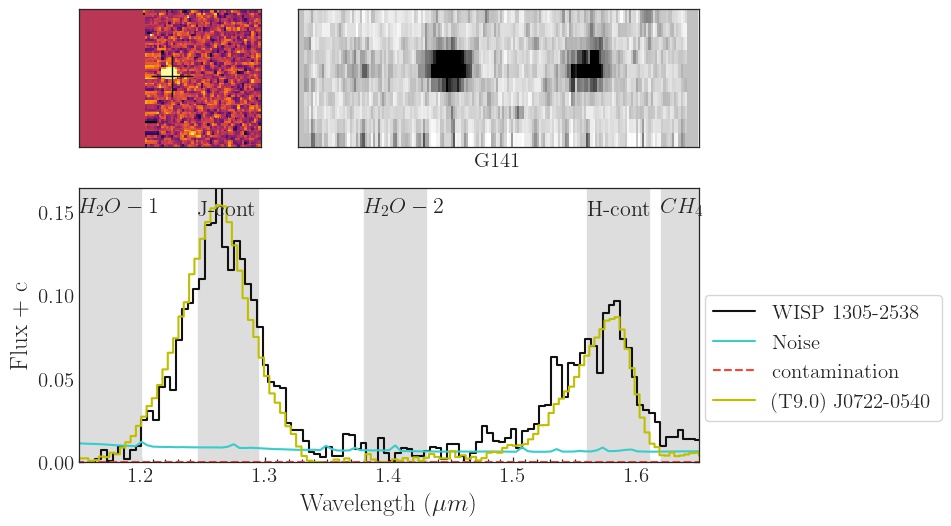 G141
H₂O − 1
J-cont
H₂O − 2
H-cont
CH₄
0.15
0.10
0.05
0.00
Flux + c
1.2
1.3
1.4
1.5
1.6
Wavelength (μm)
WISP 1305-2538
Noise
contamination
(T9.0) J0722-0540